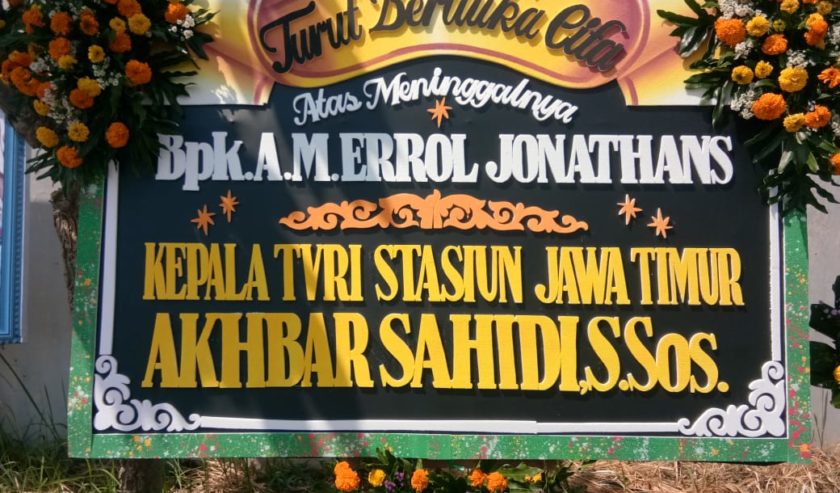 Turut Berduka Cita
Atas Meninggalnya
Bpk.A.M.ERROL JONATHANS
KEPALA TVRI STASIUN JAWA TIMUR
AKHBAR SAHIDI,S.Sos.